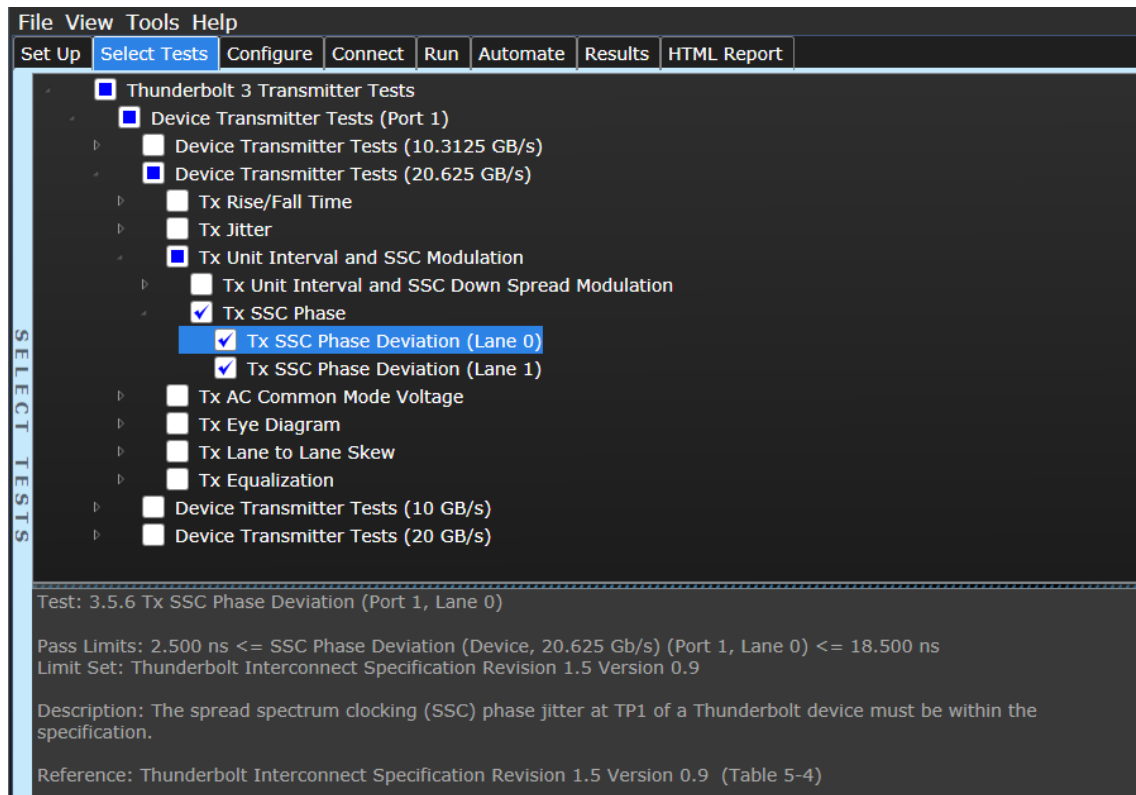 File View Tools Help
Set Up Select Tests Configure Connect Run Automate Results HTML Report
Thunderbolt 3 Transmitter Tests
Device Transmitter Tests (Port 1)
Device Transmitter Tests (10.3125 GB/s)
Device Transmitter Tests (20.625 GB/s)
Tx Rise/Fall Time
Tx Jitter
Tx Unit Interval and SSC Modulation
Tx Unit Interval and SSC Down Spread Modulation
Tx SSC Phase
Tx SSC Phase Deviation (Lane 0)
Tx SSC Phase Deviation (Lane 1)
Tx AC Common Mode Voltage
Tx Eye Diagram
Tx Lane to Lane Skew
Tx Equalization
Device Transmitter Tests (10 GB/s)
Device Transmitter Tests (20 GB/s)
SELECT TESTS
Test: 3.5.6 Tx SSC Phase Deviation (Port 1, Lane 0)
Pass Limits: 2.500 ns <= SSC Phase Deviation (Device, 20.625 Gb/s) (Port 1, Lane 0) <= 18.500 ns
Limit Set: Thunderbolt Interconnect Specification Revision 1.5 Version 0.9
Description: The spread spectrum clocking (SSC) phase jitter at TP1 of a Thunderbolt device must be within the
specification.
Reference: Thunderbolt Interconnect Specification Revision 1.5 Version 0.9 (Table 5-4)